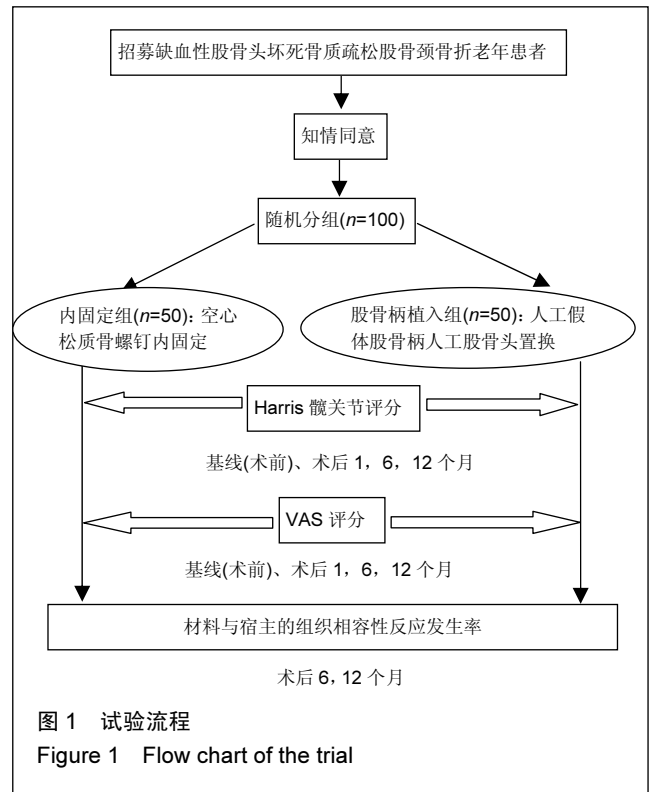 招募缺血性股骨头坏死骨质疏松股骨颈骨折老年患者
知情同意
随机分组(n=100)
内固定组(n=50)：空心
松质骨螺钉内固定
股骨柄植入组(n=50)：人工假
体股骨柄人工股骨头置换
Harris 髋关节评分
基线(术前)、术后 1，6，12 个月
VAS 评分
基线(术前)、术后 1，6，12 个月
材料与宿主的组织相容性反应发生率
术后 6，12 个月
图 1 试验流程
Figure 1 Flow chart of the trial